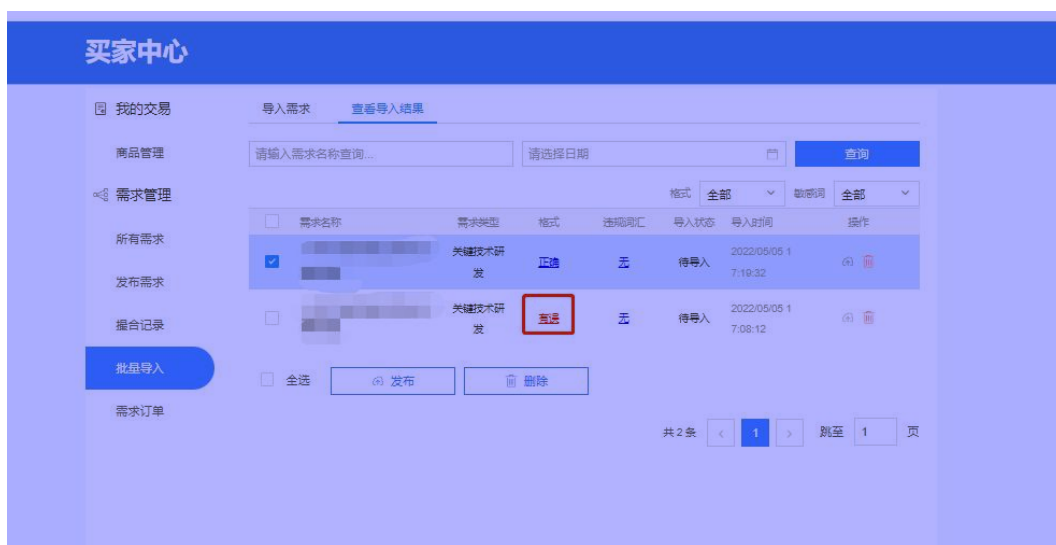 买家中心
我的交易
商品管理
需求管理
所有需求
发布需求
撮合记录
批量导入
需求订单
导入需求 查看导入结果
请输入需求名称查询... 请选择日期 查询
格式 全部 敏感词 全部
需求名称 需求类型 格式 违规词汇 导入状态 导入时间 操作
关键技术研发 正确 无 待导入 2022/05/05 17:19:32
关键技术研发 有误 无 待导入 2022/05/05 17:08:12
全选 发布 删除
共2条 < 1 > 跳至 1 页